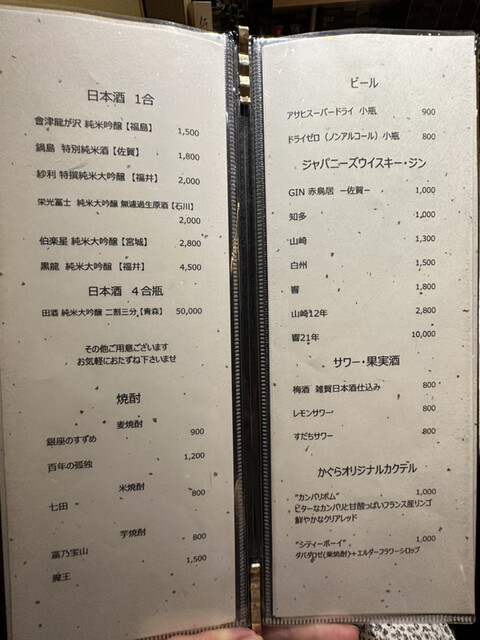 日本酒 1合
會津龍が沢 純米吟醸【福島】 1,500
鍋島 特別純米酒【佐賀】 1,800
紗利 特撰純米大吟醸【福井】 2,000
栄光冨士 純米大吟醸 無濾過生原酒【石川】
2,000
伯楽星 純米大吟醸【宮城】 2,800
黒龍 純米大吟醸【福井】 4,500
日本酒 4合瓶
田酒 純米大吟醸 二割三分【青森】 50,000
その他ご用意ございます
お気軽におたずね下さいませ
焼酎
麦焼酎
銀座のすずめ 900
百年の孤独 1,200
米焼酎
七田 800
芋焼酎
富乃宝山 800
魔王 1,500
ビール
アサヒスーパードライ 小瓶 900
ドライゼロ（ノンアルコール）小瓶 800
ジャパニーズウイスキー・ジン
GIN 赤鳥居 −佐賀− 1,000
知多 1,000
山崎 1,300
白州 1,500
響 1,800
山崎12年 2,800
響21年 10,000
サワー・果実酒
梅酒 雑賀日本酒仕込み 800
レモンサワー 800
すだちサワー 800
かぐらオリジナルカクテル
"カンパリポム" 1,000
ビターなカンパリと甘酸っぱいフランス産リンゴ
鮮やかなクリアレッド
"シティーボーイ" 1,000
ダバダロゼ(栗焼酎)＋エルダーフラワーシロップ